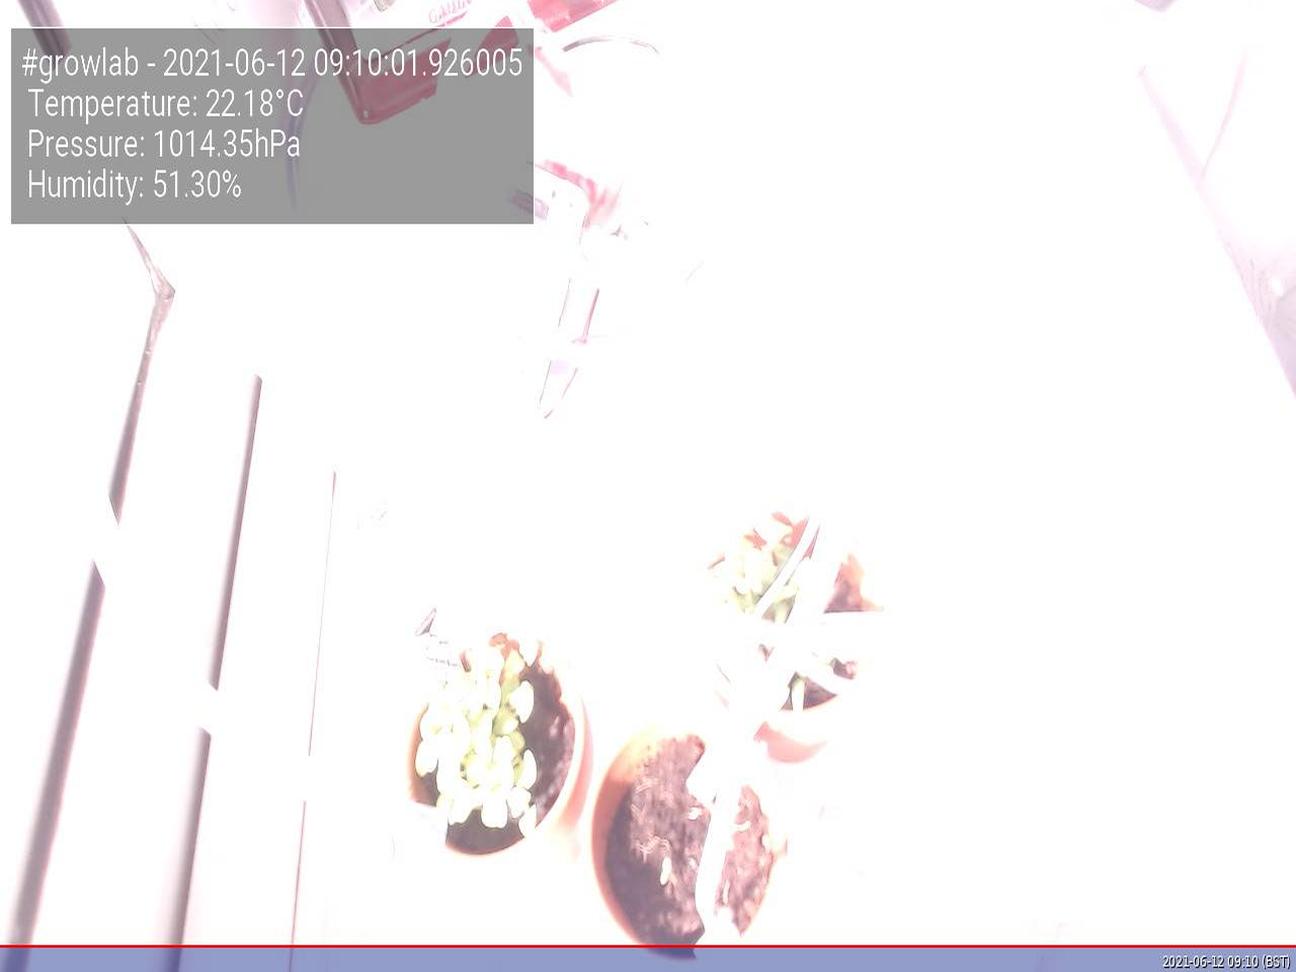 #growlab - 2021-06-12 09:10:01.926005
Temperature: 22.18°C
Pressure: 1014.35hPa
Humidity: 51.30%
2021-06-12 09:10 (BST)